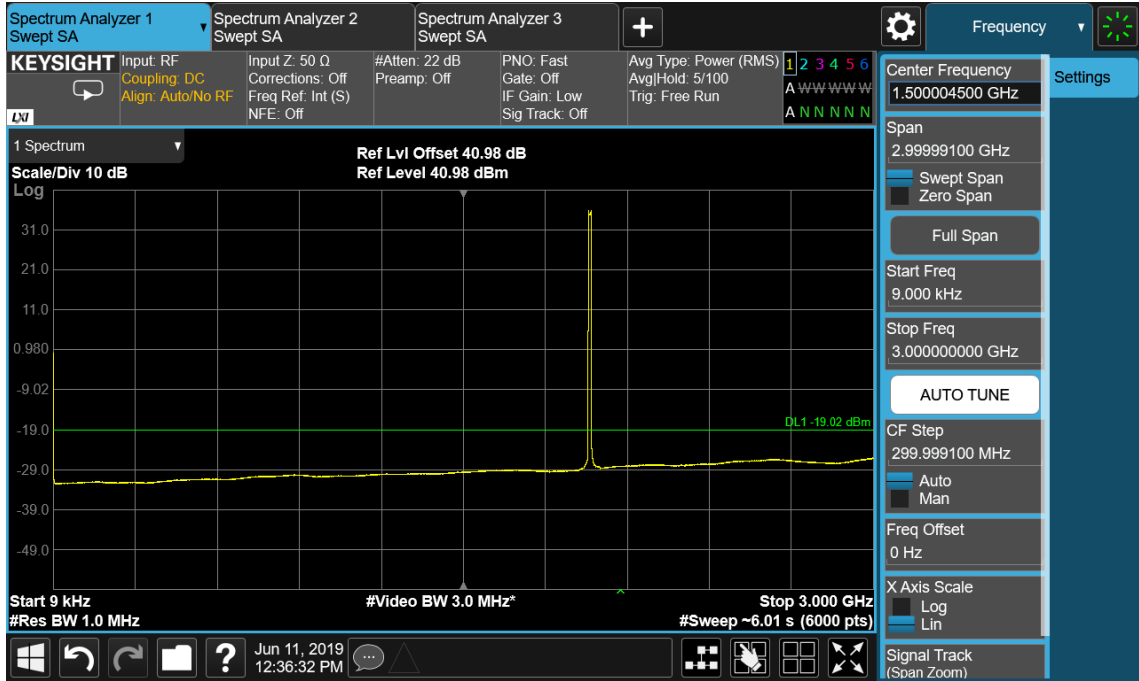 Spectrum Analyzer 1
Swept SA
Spectrum Analyzer 2
Swept SA
Spectrum Analyzer 3
Swept SA
Frequency
KEYSIGHT
LXI
Input: RF
Coupling: DC
Align: Auto/No RF
Input Z: 50 Ω
Corrections: Off
Freq Ref: Int (S)
NFE: Off
#Atten: 22 dB
Preamp: Off
PNO: Fast
Gate: Off
IF Gain: Low
Sig Track: Off
Avg Type: Power (RMS)
Avg|Hold: 5/100
Trig: Free Run
1 2 3 4 5 6
A W W W W W
A N N N N N
1 Spectrum
Scale/Div 10 dB
Log
Ref Lvl Offset 40.98 dB
Ref Level 40.98 dBm
31.0
21.0
11.0
0.980
-9.02
-19.0
-29.0
-39.0
-49.0
DL1 -19.02 dBm
Start 9 kHz
#Video BW 3.0 MHz*
Stop 3.000 GHz
#Res BW 1.0 MHz
#Sweep ~6.01 s (6000 pts)
Center Frequency
1.500004500 GHz
Span
2.99999100 GHz
Swept Span
Zero Span
Full Span
Start Freq
9.000 kHz
Stop Freq
3.000000000 GHz
AUTO TUNE
CF Step
299.999100 MHz
Auto
Man
Freq Offset
0 Hz
X Axis Scale
Log
Lin
Signal Track
(Span Zoom)
Settings
?
Jun 11, 2019
12:36:32 PM